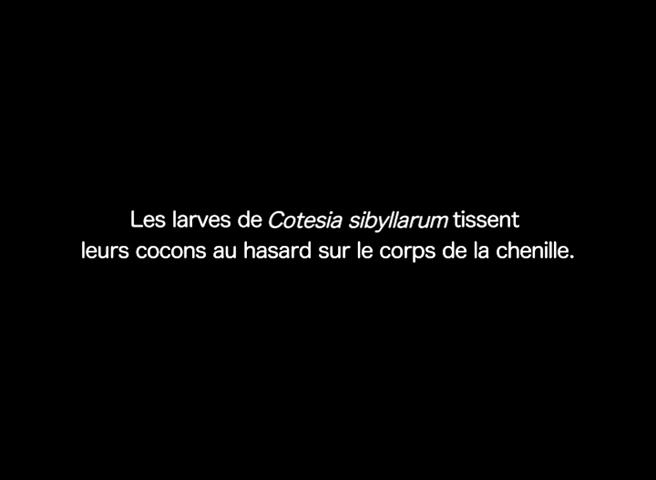 Les larves de Cotesia sibyllarum tissent
leurs cocons au hasard sur le corps de la chenille.